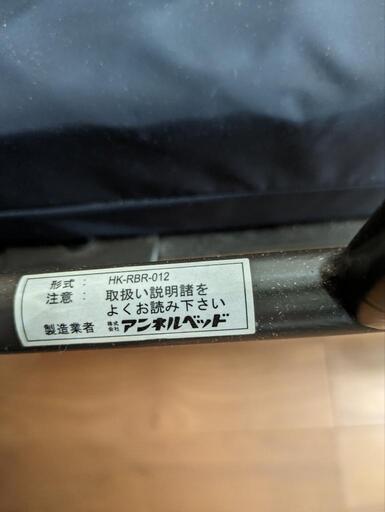 形式 : HK-RBR-012
注意 : 取扱い説明諸を
よくお読み下さい
製造業者 株式会社 アンネルベッド